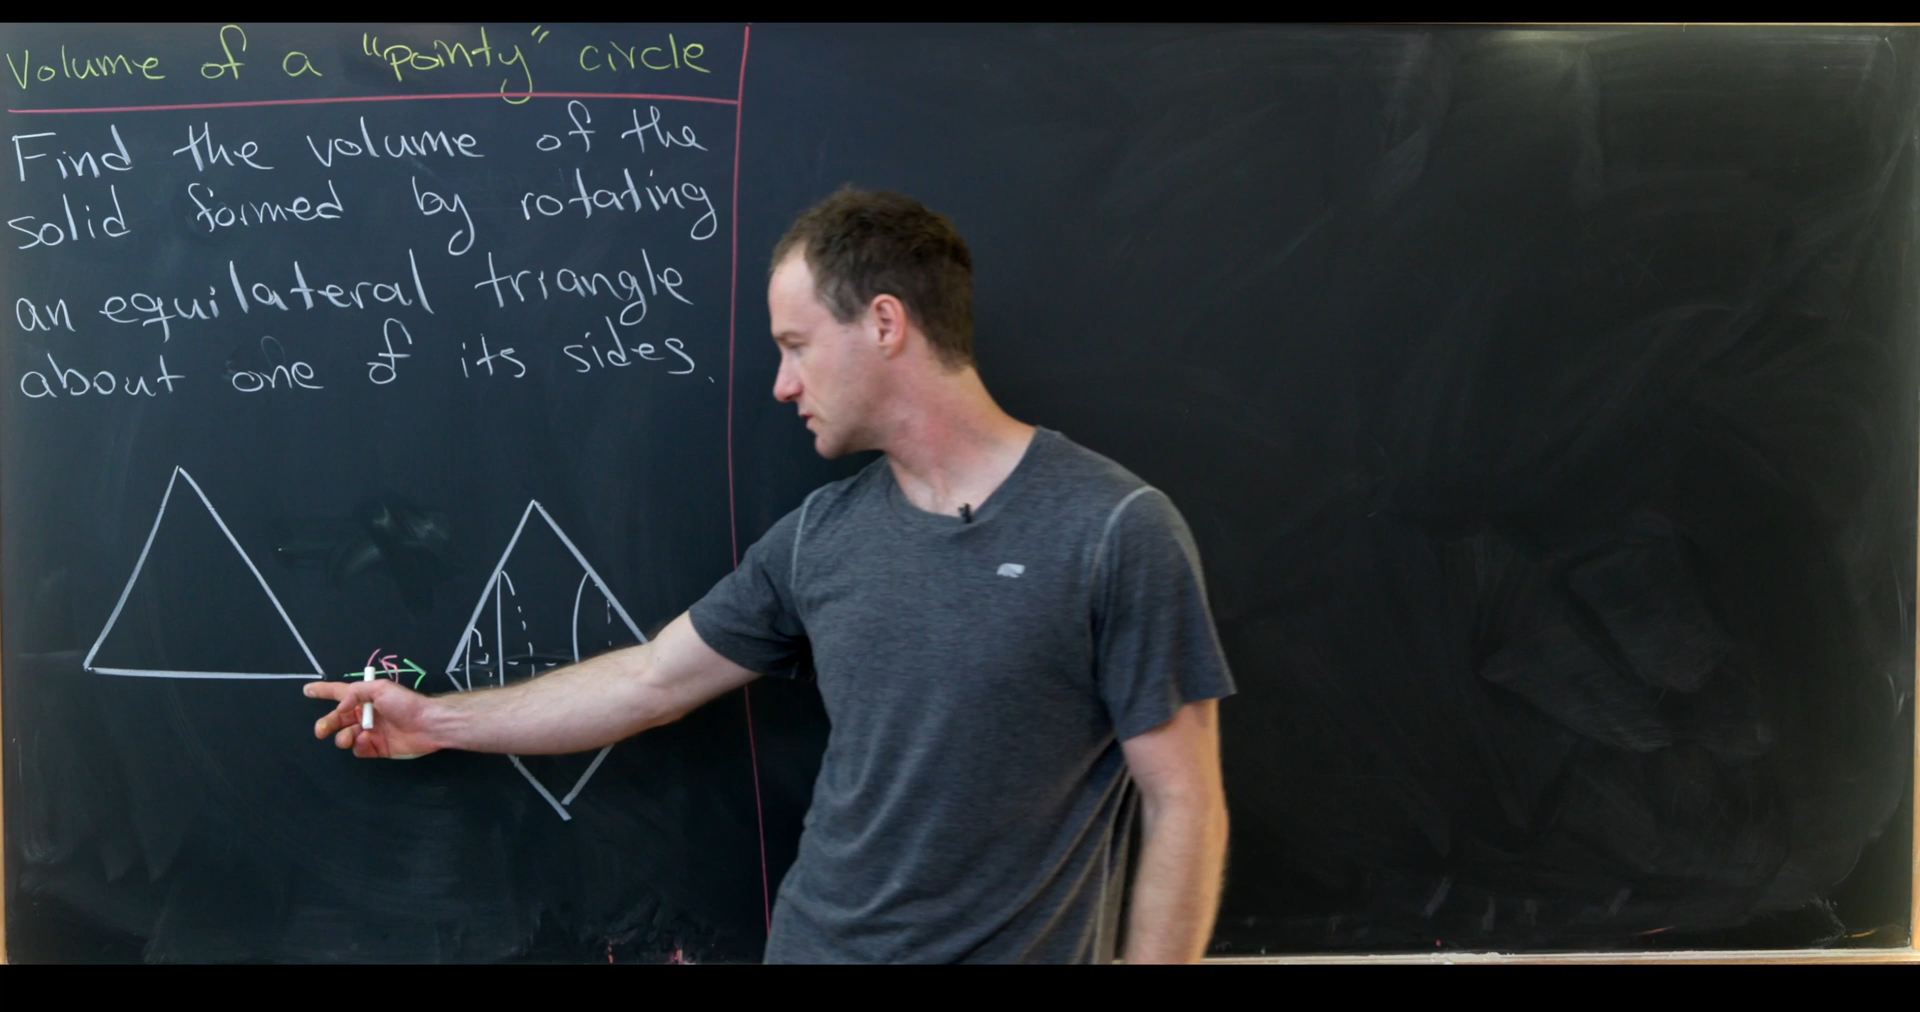 Volume of a "pointy" circle
Find the volume of the
solid formed by rotating
an equilateral triangle
about one of its sides.